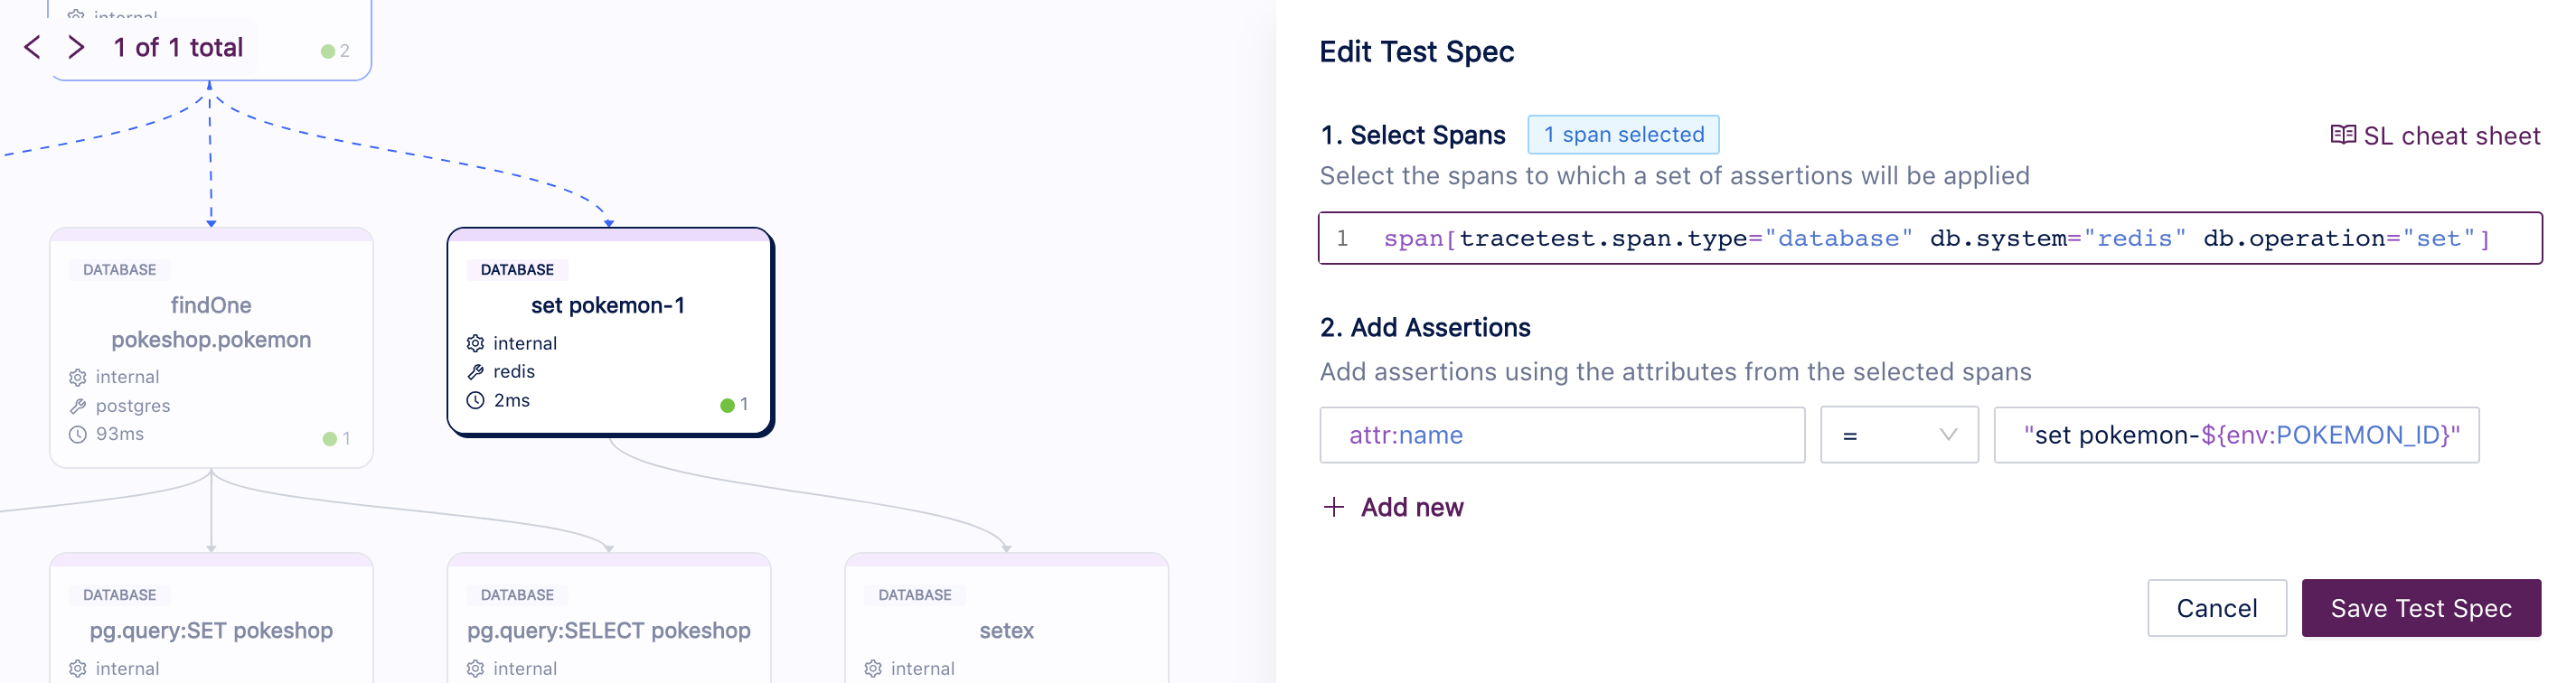 internal
1 of 1 total
2
DATABASE
findOne
pokeshop.pokemon
internal
postgres
93ms
1
DATABASE
set pokemon-1
internal
redis
2ms
1
DATABASE
pg.query:SET pokeshop
internal
DATABASE
pg.query:SELECT pokeshop
internal
DATABASE
setex
internal
Edit Test Spec
1. Select Spans 1 span selected
SL cheat sheet
Select the spans to which a set of assertions will be applied
1 span[tracetest.span.type="database" db.system="redis" db.operation="set"]
2. Add Assertions
Add assertions using the attributes from the selected spans
attr:name = "set pokemon-${env:POKEMON_ID}"
+ Add new
Cancel Save Test Spec